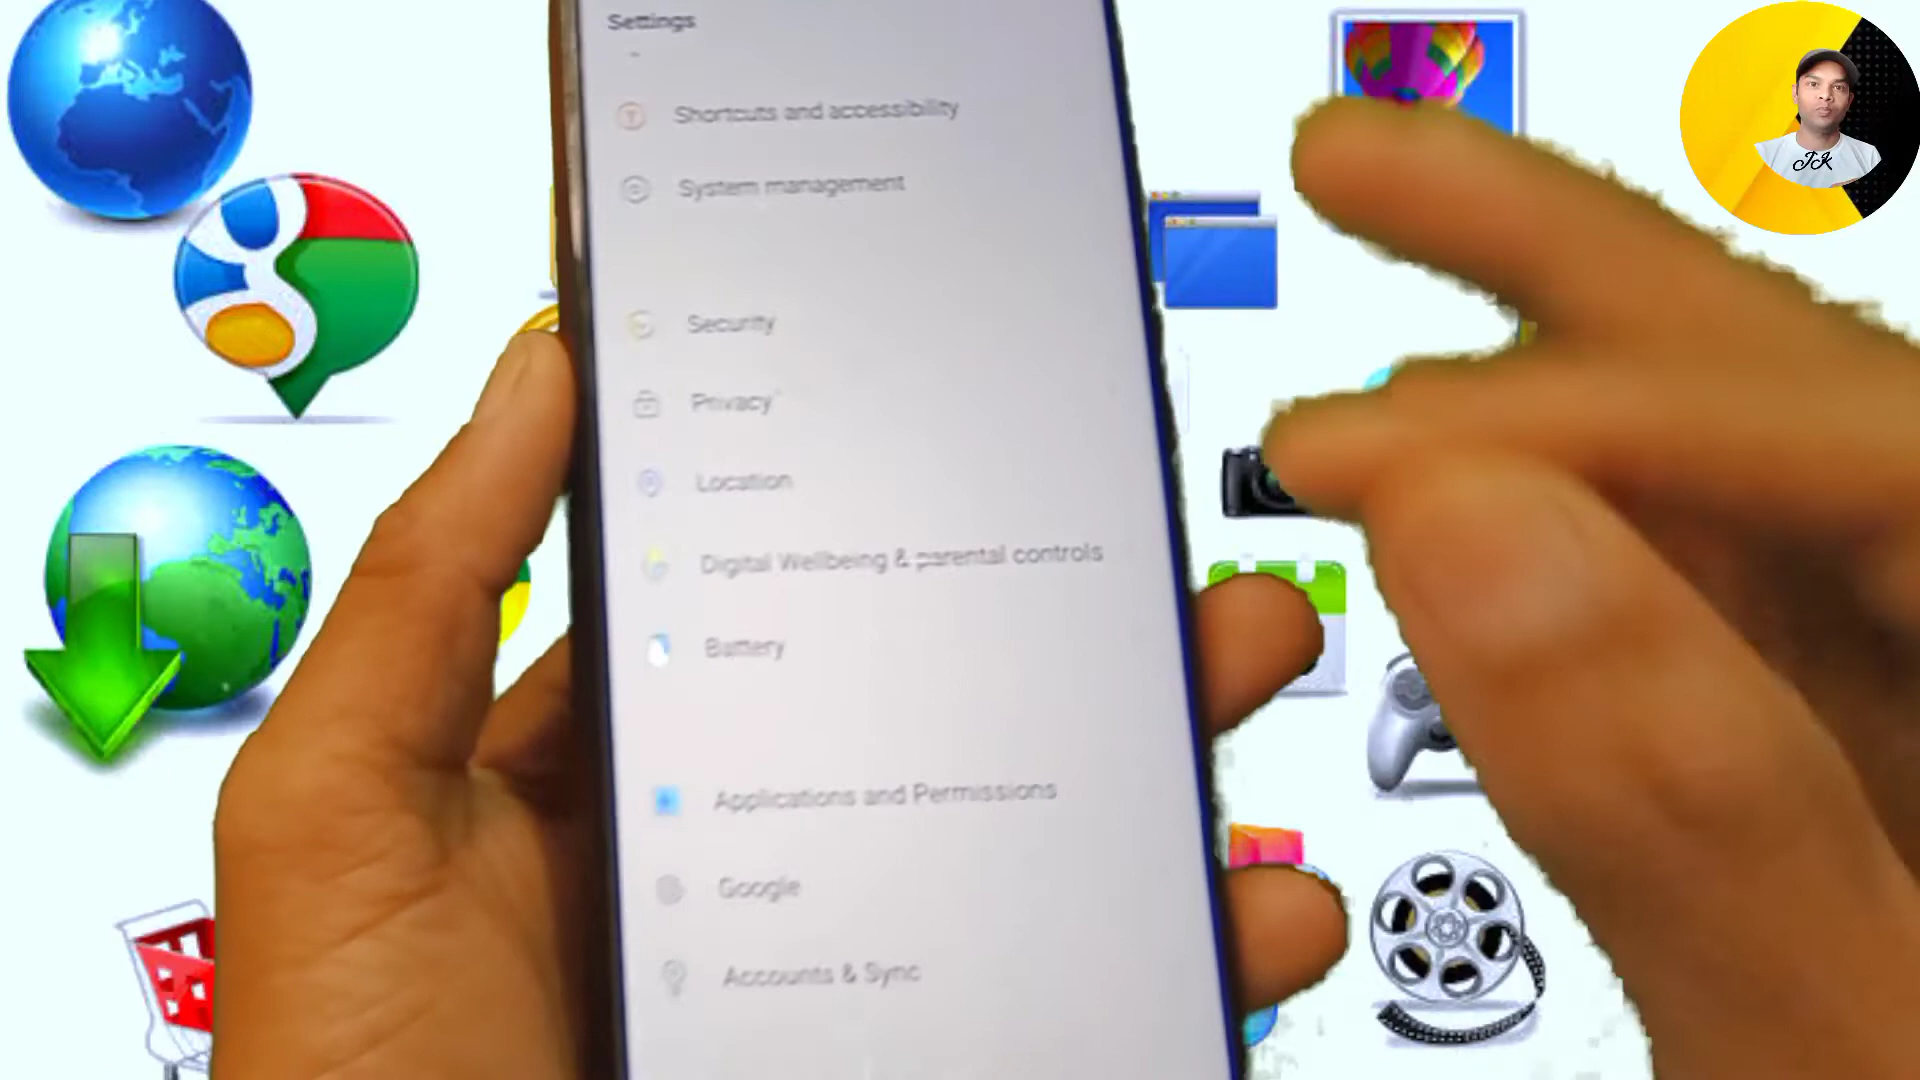 Settings
Shortcuts and accessibility
System management
Security
Privacy
Location
Digital Wellbeing & parental controls
Battery
Applications and Permissions
Google
Accounts & Sync
JK